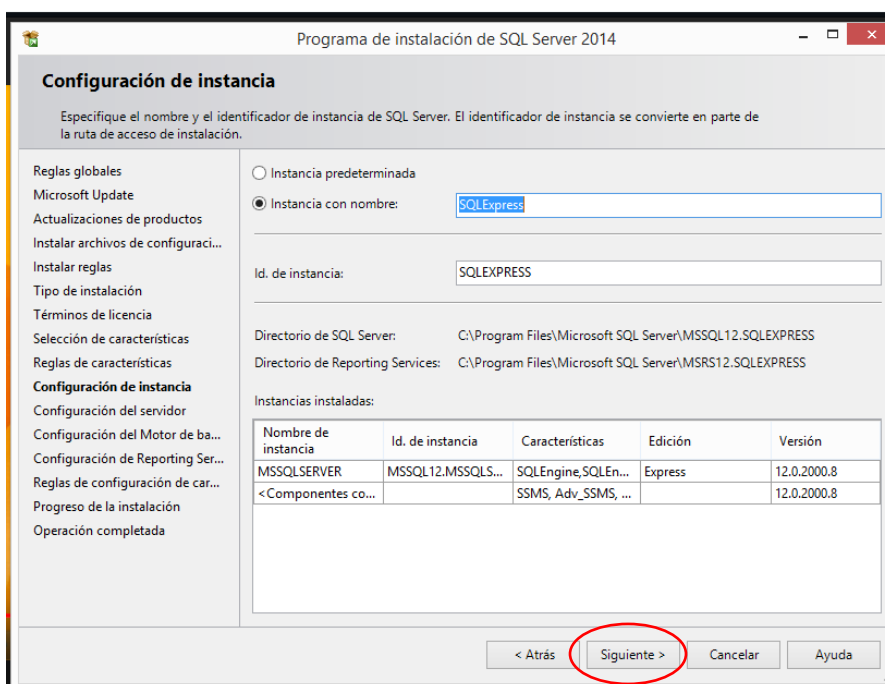 Programa de instalación de SQL Server 2014
Configuración de instancia
Especifique el nombre y el identificador de instancia de SQL Server. El identificador de instancia se convierte en parte de
la ruta de acceso de instalación.
Reglas globales
Microsoft Update
Actualizaciones de productos
Instalar archivos de configuraci...
Instalar reglas
Tipo de instalación
Términos de licencia
Selección de características
Reglas de características
Configuración de instancia
Configuración del servidor
Configuración del Motor de ba...
Configuración de Reporting Ser...
Reglas de configuración de car...
Progreso de la instalación
Operación completada
Instancia predeterminada
Instancia con nombre: SQLExpress
Id. de instancia: SQLEXPRESS
Directorio de SQL Server: C:\Program Files\Microsoft SQL Server\MSSQL12.SQLEXPRESS
Directorio de Reporting Services: C:\Program Files\Microsoft SQL Server\MSRS12.SQLEXPRESS
Instancias instaladas:
Nombre de
instancia Id. de instancia Características Edición Versión
MSSQLSERVER MSSQL12.MSSQLS... SQLEngine,SQLEn... Express 12.0.2000.8
<Componentes co... SSMS, Adv_SSMS, ... 12.0.2000.8
< Atrás Siguiente > Cancelar Ayuda